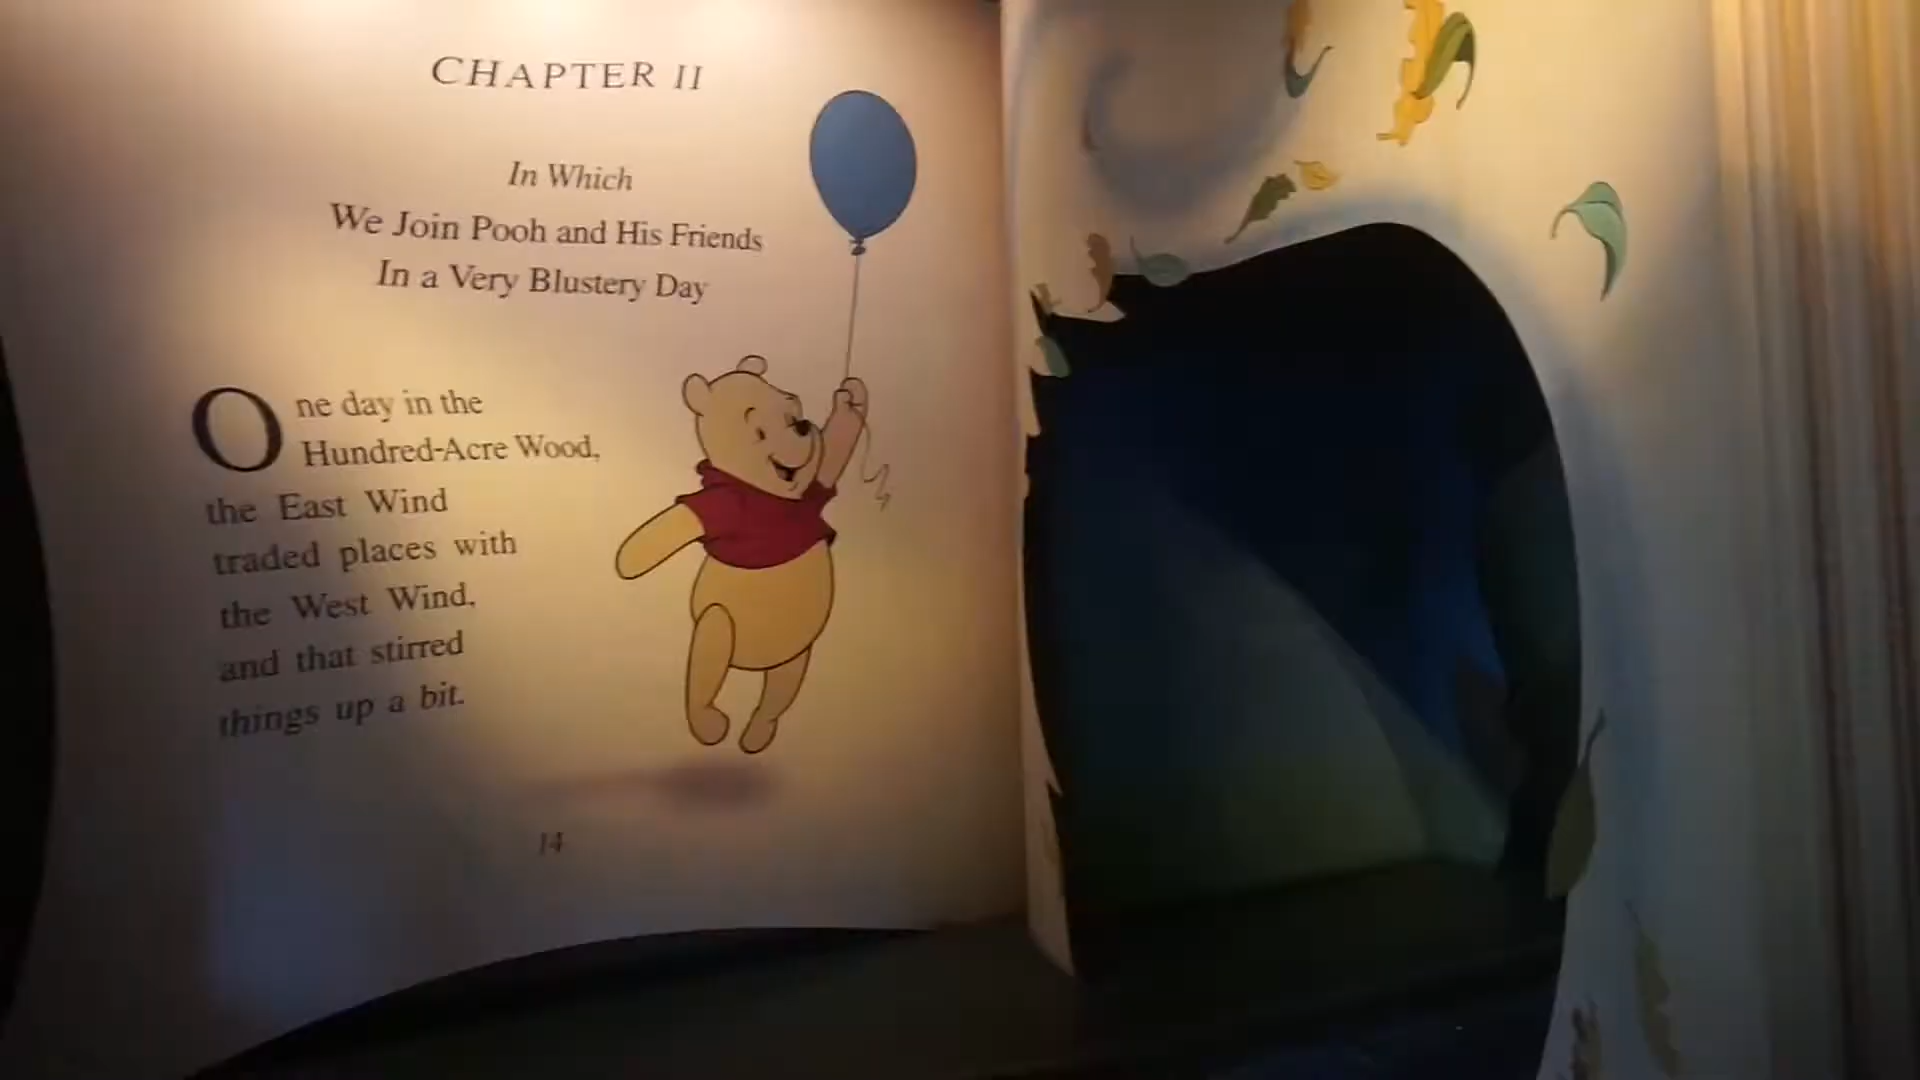 CHAPTER II
In Which
We Join Pooh and His Friends
In a Very Blustery Day
One day in the
Hundred-Acre Wood,
the East Wind
traded places with
the West Wind,
and that stirred
things up a bit.
14